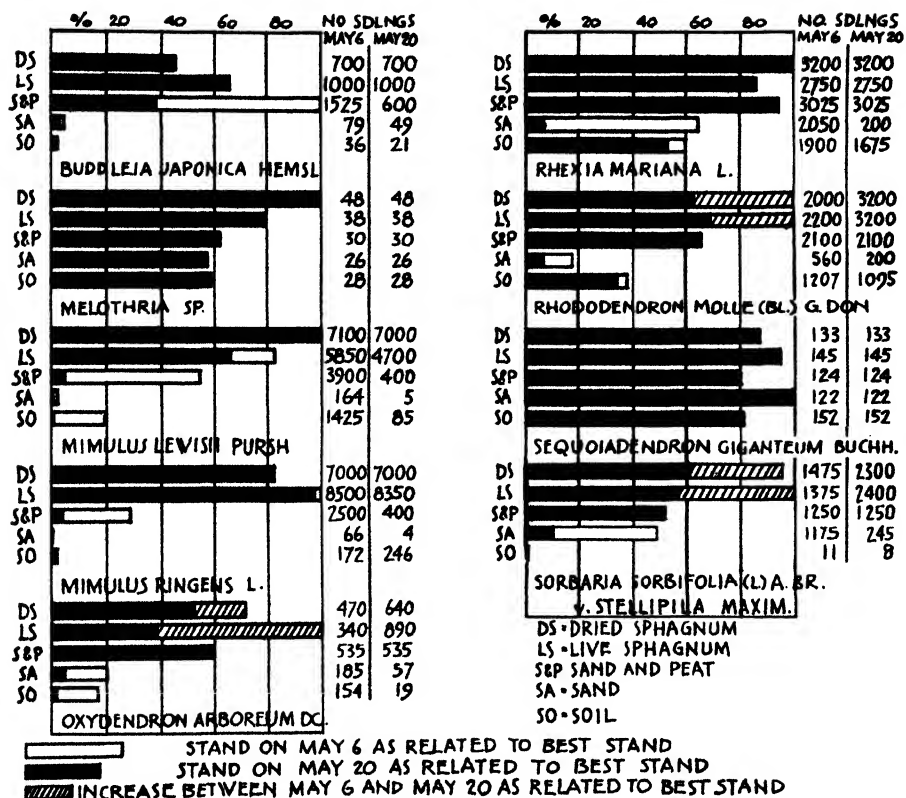 % 20 40 60 80 NO SDLNGS
MAY 6 MAY 20
DS 700 700
LS 1000 1000
S&P 1525 600
SA 79 49
SO 36 21
BUDDLEIA JAPONICA HEMSL
DS 48 48
LS 38 38
S&P 30 30
SA 26 26
SO 28 28
MELOTHRIA SP.
DS 7100 7000
LS 5850 4700
S&P 3900 400
SA 164 5
SO 1425 85
MIMULUS LEWISII PURSH
DS 7000 7000
LS 8500 8350
S&P 2500 400
SA 66 4
SO 172 246
MIMULUS RINGENS L.
DS 470 640
LS 340 890
S&P 535 535
SA 185 57
SO 154 19
OXYDENDRON ARBOREUM DC.
% 20 40 60 80 NO. SDLNGS
MAY 6 MAY 20
DS 3200 3200
LS 2750 2750
S&P 3025 3025
SA 2050 200
SO 1900 1675
RHEXIA MARIANA L.
DS 2000 3200
LS 2200 3200
S&P 2100 2100
SA 560 200
SO 1207 1095
RHODODENDRON MOLLE (BL.) G. DON
DS 133 133
LS 145 145
S&P 124 124
SA 122 122
SO 152 152
SEQUOIADENDRON GIGANTEUM BUCHH.
DS 1475 2300
LS 1375 2400
S&P 1250 1250
SA 1175 245
SO 11 8
SORBARIA SORBIFOLIA (L) A. BR.
v. STELLIPILA MAXIM.
DS=DRIED SPHAGNUM
LS=LIVE SPHAGNUM
S&P SAND AND PEAT
SA=SAND
SO=SOIL
STAND ON MAY 6 AS RELATED TO BEST STAND
STAND ON MAY 20 AS RELATED TO BEST STAND
INCREASE BETWEEN MAY 6 AND MAY 20 AS RELATED TO BEST STAND